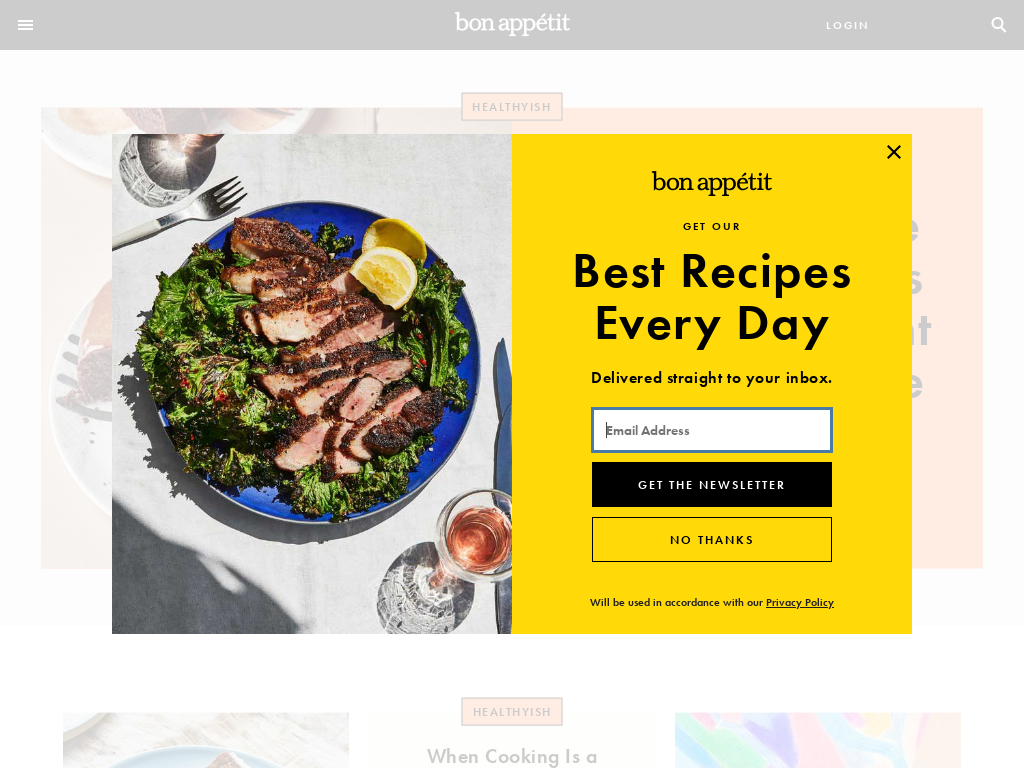 bon appétit
LOGIN
HEALTHYISH
bon appétit
GET OUR
Best Recipes
Every Day
Delivered straight to your inbox.
Email Address
GET THE NEWSLETTER
NO THANKS
Will be used in accordance with our Privacy Policy
HEALTHYISH
When Cooking Is a